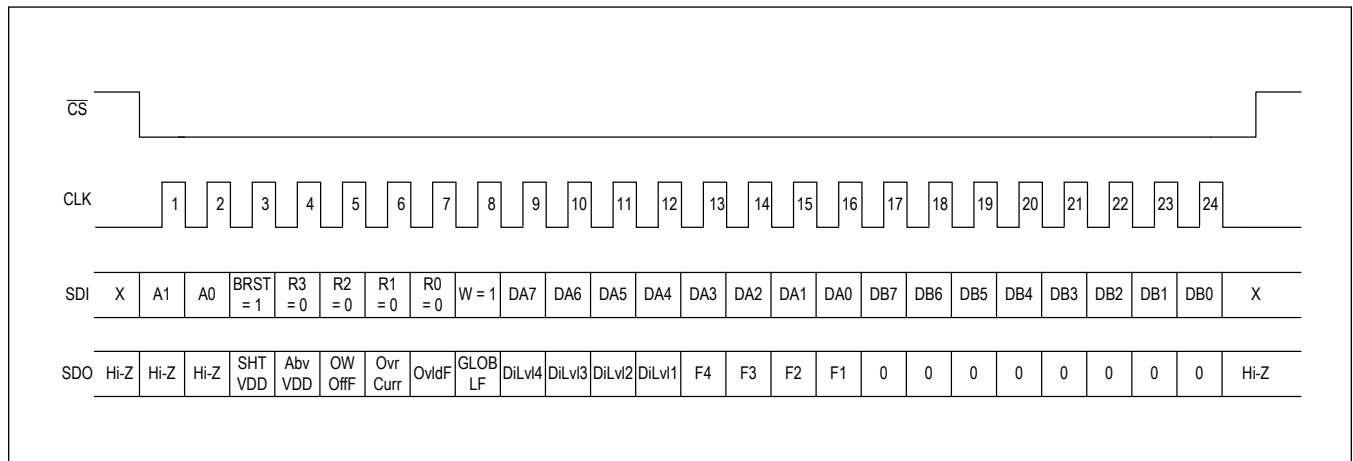 CS
CLK 1 2 3 4 5 6 7 8 9 10 11 12 13 14 15 16 17 18 19 20 21 22 23 24
SDI X A1 A0 BRST = 1 R3 = 0 R2 = 0 R1 = 0 R0 = 0 W = 1 DA7 DA6 DA5 DA4 DA3 DA2 DA1 DA0 DB7 DB6 DB5 DB4 DB3 DB2 DB1 DB0 X
SDO Hi-Z Hi-Z Hi-Z SHT VDD Abv VDD OW OffF Ovr Curr OvldF GLOB LF DiLvl4 DiLvl3 DiLvl2 DiLvl1 F4 F3 F2 F1 0 0 0 0 0 0 0 0 Hi-Z